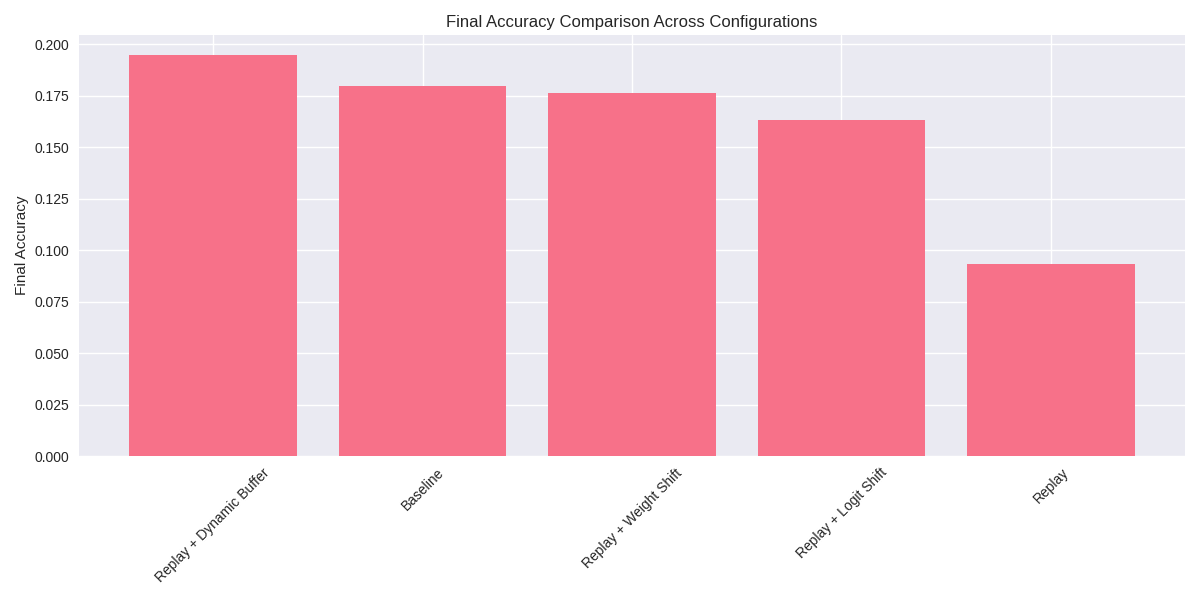 Final Accuracy Comparison Across Configurations
Final Accuracy
0.200
0.175
0.150
0.125
0.100
0.075
0.050
0.025
0.000
Replay + Dynamic Buffer
Baseline
Replay + Weight Shift
Replay + Logit Shift
Replay